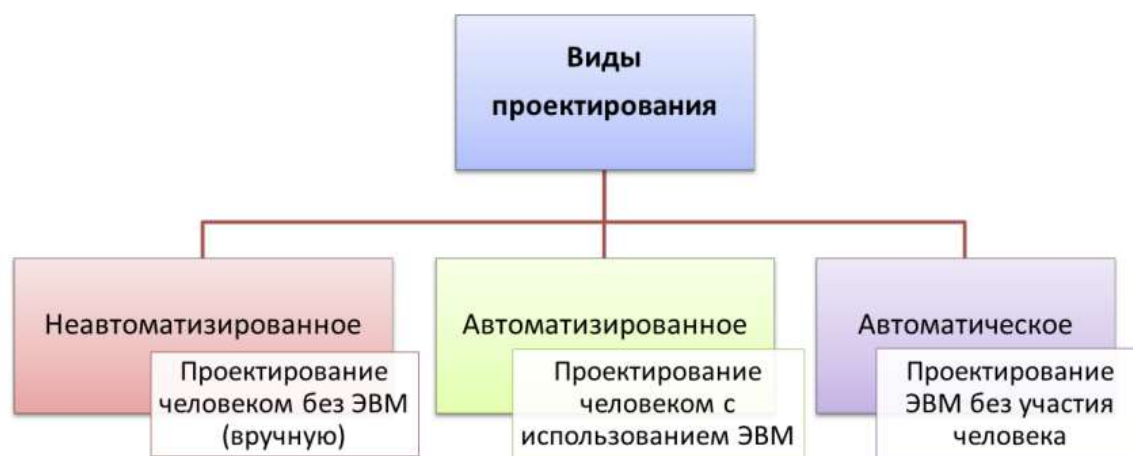 Виды
проектирования
Неавтоматизированное
Проектирование
человеком без ЭВМ
(вручную)
Автоматизированное
Проектирование
человеком с
использованием ЭВМ
Автоматическое
Проектирование
ЭВМ без участия
человека